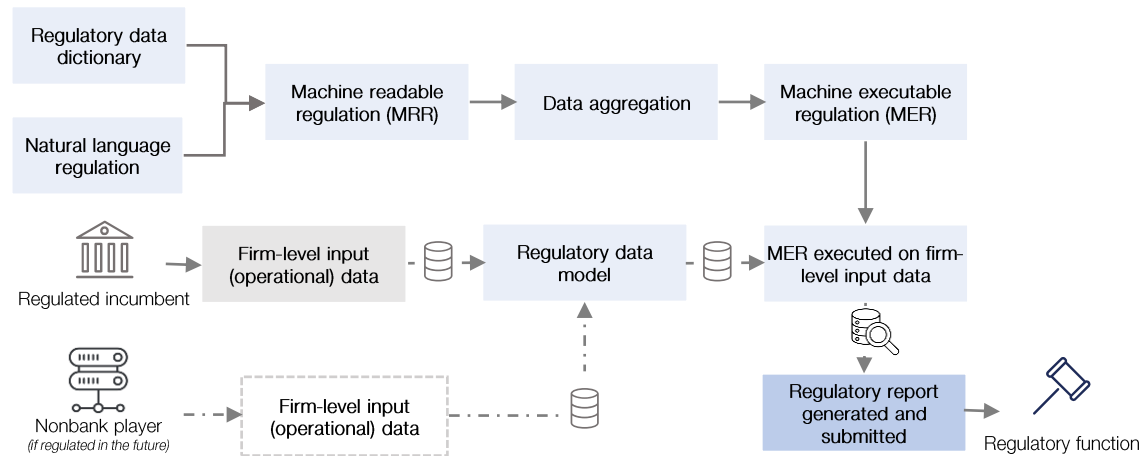 Regulatory data
dictionary
Natural language
regulation
Machine readable
regulation (MRR)
Data aggregation
Machine executable
regulation (MER)
Regulated incumbent
Firm-level input
(operational) data
Regulatory data
model
MER executed on firm-
level input data
Nonbank player
(if regulated in the future)
Firm-level input
(operational) data
Regulatory report
generated and
submitted
Regulatory function